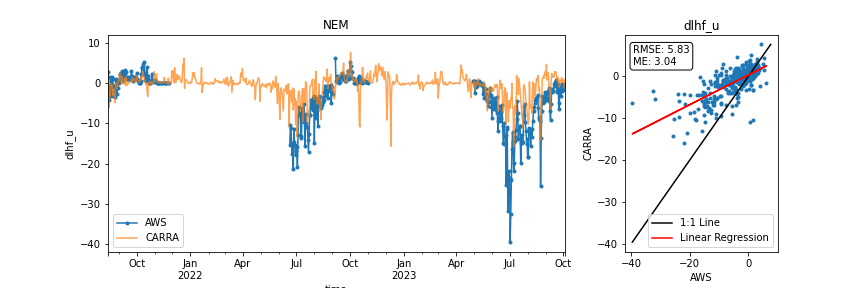 NEM
dlhf_u
10
0
−10
−20
−30
−40
dlhf_u
AWS
CARRA
Oct
Jan
2022
Apr
Jul
Oct
Jan
2023
Apr
Jul
Oct
time
dlhf_u
RMSE: 5.83
ME: 3.04
0
−10
−20
−30
−40
CARRA
1:1 Line
Linear Regression
−40
−20
0
AWS